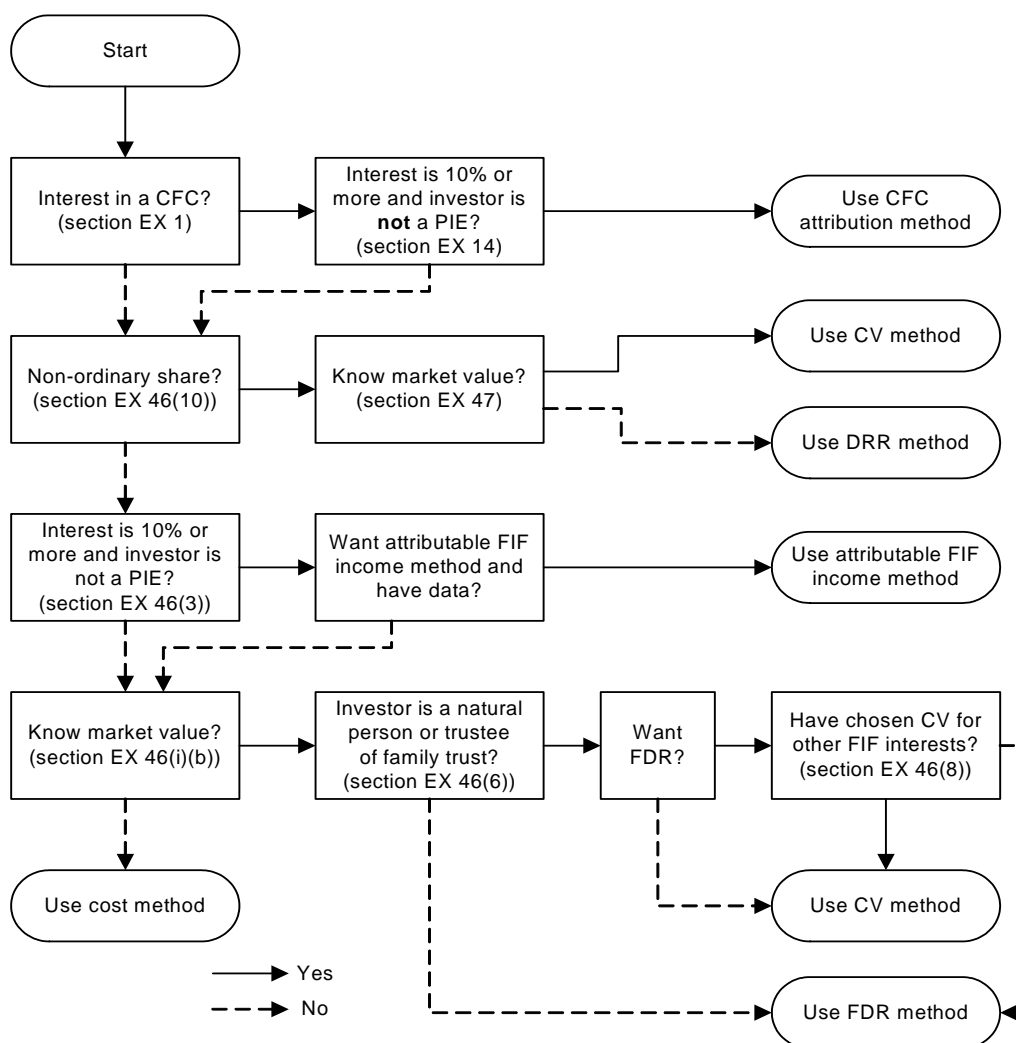 Start
Interest in a CFC?
(section EX 1)
Interest is 10% or
more and investor is
not a PIE?
(section EX 14)
Use CFC
attribution method
Non-ordinary share?
(section EX 46(10))
Know market value?
(section EX 47)
Use CV method
Use DRR method
Interest is 10% or
more and investor is
not a PIE?
(section EX 46(3))
Want attributable FIF
income method and
have data?
Use attributable FIF
income method
Know market value?
(section EX 46(i)(b))
Investor is a natural
person or trustee
of family trust?
(section EX 46(6))
Want
FDR?
Have chosen CV for
other FIF interests?
(section EX 46(8))
Use cost method
Use CV method
Yes
No
Use FDR method